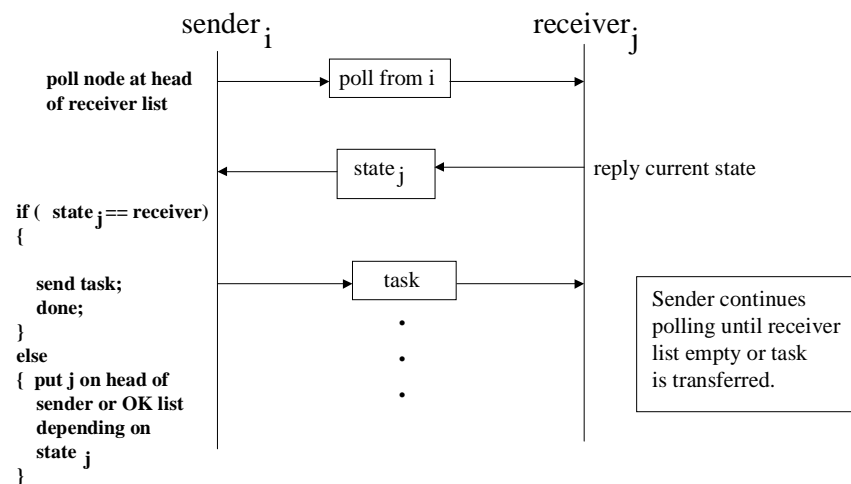 sender i
receiver j
poll node at head
of receiver list
poll from i
state j
reply current state
if ( state j == receiver)
{
send task;
done;
}
else
{ put j on head of
sender or OK list
depending on
state j
}
task
.
.
.
Sender continues
polling until receiver
list empty or task
is transferred.